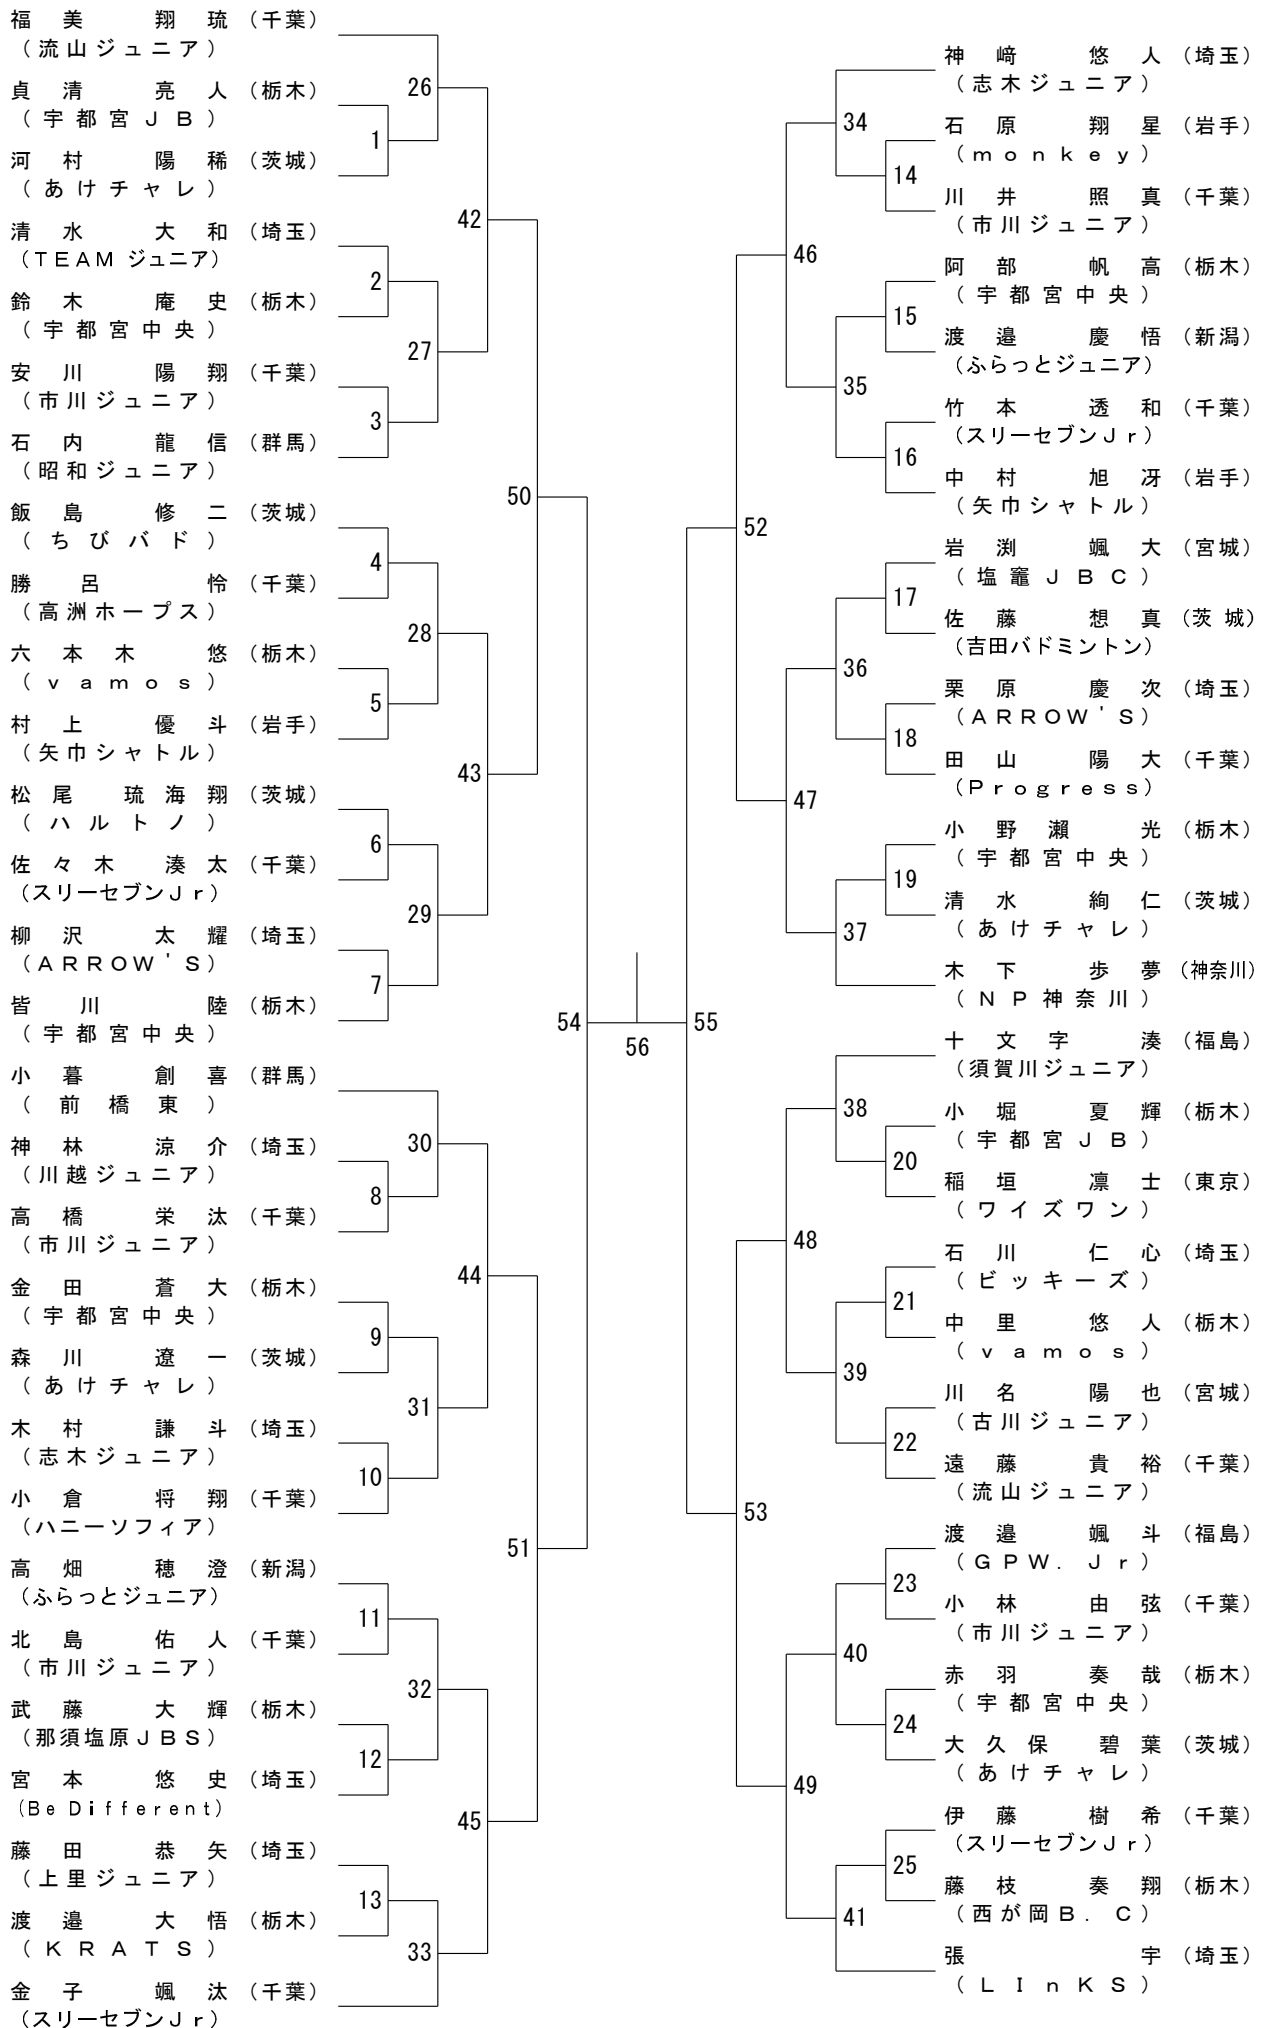 福美 翔琉 (千葉)
(流山ジュニア)
貞清 亮人 (栃木)
(宇都宮JB)
河村 陽稀 (茨城)
(あけチャレ)
清水 大和 (埼玉)
(TEAM ジュニア)
鈴木 庵史 (栃木)
(宇都宮中央)
安川 陽翔 (千葉)
(市川ジュニア)
石内 龍信 (群馬)
(昭和ジュニア)
飯島 修二 (茨城)
(ちびバド)
勝呂 怜 (千葉)
(高洲ホープス)
六本木 悠 (栃木)
(vamos)
村上 優斗 (岩手)
(矢巾シャトル)
松尾 琉海翔 (茨城)
(ハルトノ)
佐々木 湊太 (千葉)
(スリーセブンJr)
柳沢 太耀 (埼玉)
(ARROW'S)
皆川 陸 (栃木)
(宇都宮中央)
小暮 創喜 (群馬)
(前橋東)
神林 涼介 (埼玉)
(川越ジュニア)
高橋 栄汰 (千葉)
(市川ジュニア)
金田 蒼大 (栃木)
(宇都宮中央)
森川 遼一 (茨城)
(あけチャレ)
木村 謙斗 (埼玉)
(志木ジュニア)
小倉 将翔 (千葉)
(ハニーソフィア)
高畑 穂澄 (新潟)
(ふらっとジュニア)
北島 佑人 (千葉)
(市川ジュニア)
武藤 大輝 (栃木)
(那須塩原JBS)
宮本 悠史 (埼玉)
(Be Different)
藤田 恭矢 (埼玉)
(上里ジュニア)
渡邉 大悟 (栃木)
(KRATS)
金子 颯汰 (千葉)
(スリーセブンJr)
1
2
3
4
5
6
7
8
9
10
11
12
13
26
27
28
29
30
31
32
33
42
43
44
45
50
51
54
56
55
52
53
46
47
48
49
34
35
36
37
38
39
40
41
14
15
16
17
18
19
20
21
22
23
24
25
神﨑 悠人 (埼玉)
(志木ジュニア)
石原 翔星 (岩手)
(monkey)
川井 照真 (千葉)
(市川ジュニア)
阿部 帆高 (栃木)
(宇都宮中央)
渡邉 慶悟 (新潟)
(ふらっとジュニア)
竹本 透和 (千葉)
(スリーセブンJr)
中村 旭冴 (岩手)
(矢巾シャトル)
岩渕 颯大 (宮城)
(塩竈JBC)
佐藤 想真 (茨城)
(吉田バドミントン)
栗原 慶次 (埼玉)
(ARROW'S)
田山 陽大 (千葉)
(Progress)
小野瀬 光 (栃木)
(宇都宮中央)
清水 絢仁 (茨城)
(あけチャレ)
木下 歩夢 (神奈川)
(NP神奈川)
十文字 湊 (福島)
(須賀川ジュニア)
小堀 夏輝 (栃木)
(宇都宮JB)
稲垣 凛士 (東京)
(ワイズワン)
石川 仁心 (埼玉)
(ビッキーズ)
中里 悠人 (栃木)
(vamos)
川名 陽也 (宮城)
(古川ジュニア)
遠藤 貴裕 (千葉)
(流山ジュニア)
渡邉 颯斗 (福島)
(GPW. Jr)
小林 由弦 (千葉)
(市川ジュニア)
赤羽 奏哉 (栃木)
(宇都宮中央)
大久保 碧葉 (茨城)
(あけチャレ)
伊藤 樹希 (千葉)
(スリーセブンJr)
藤枝 奏翔 (栃木)
(西が岡B. C)
張 宇 (埼玉)
(LInKS)